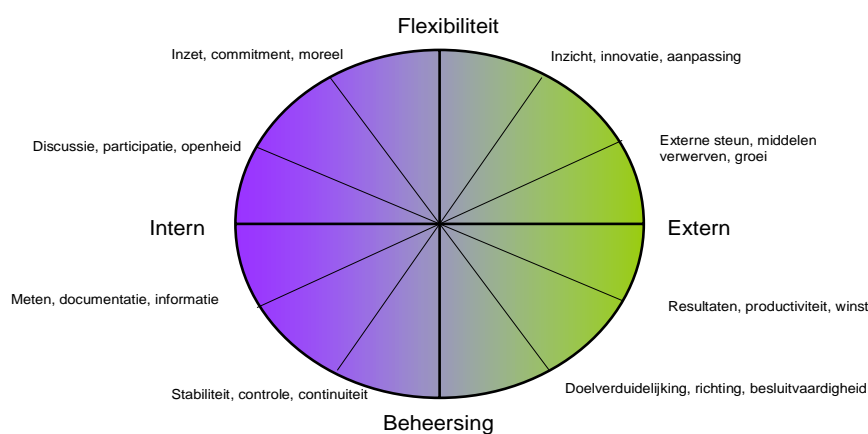 Flexibiliteit
Inzet, commitment, moreel
Inzicht, innovatie, aanpassing
Discussie, participatie, openheid
Externe steun, middelen
verwerven, groei
Intern
Extern
Meten, documentatie, informatie
Resultaten, productiviteit, winst
Stabiliteit, controle, continuiteit
Doelverduidelijking, richting, besluitvaardigheid
Beheersing